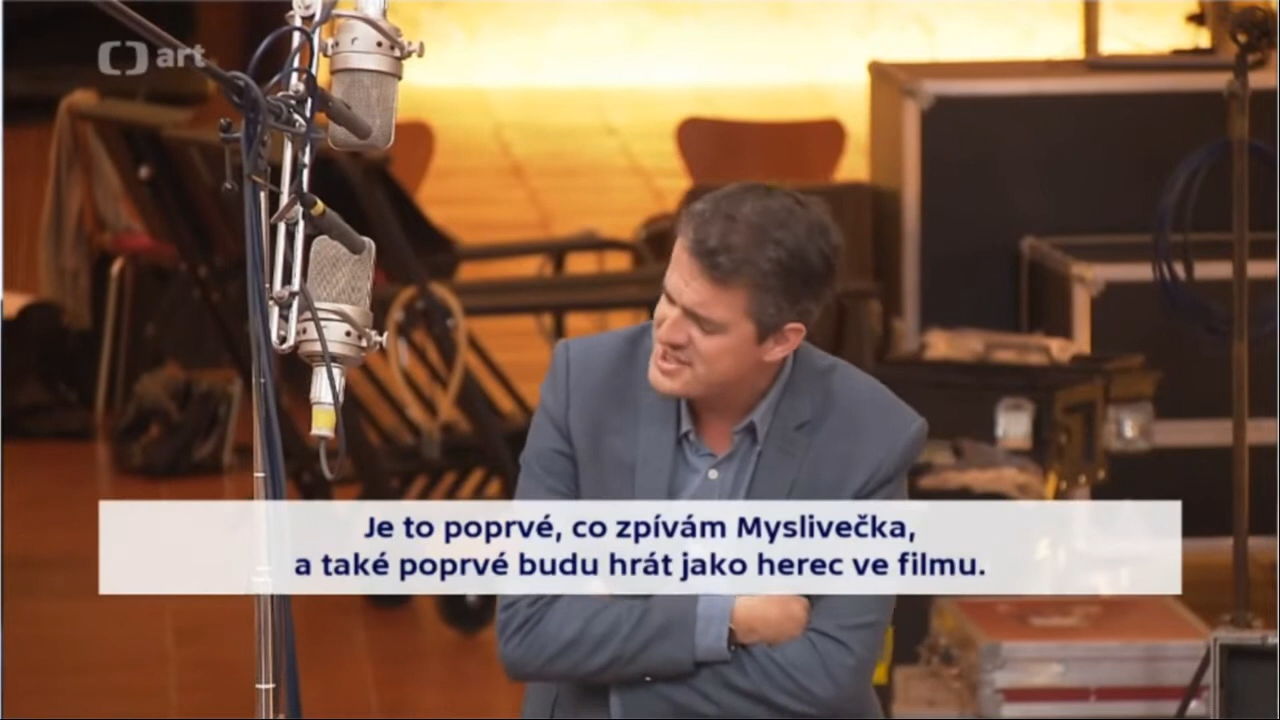 art
Je to poprvé, co zpívám Myslivečka,
a také poprvé budu hrát jako herec ve filmu.